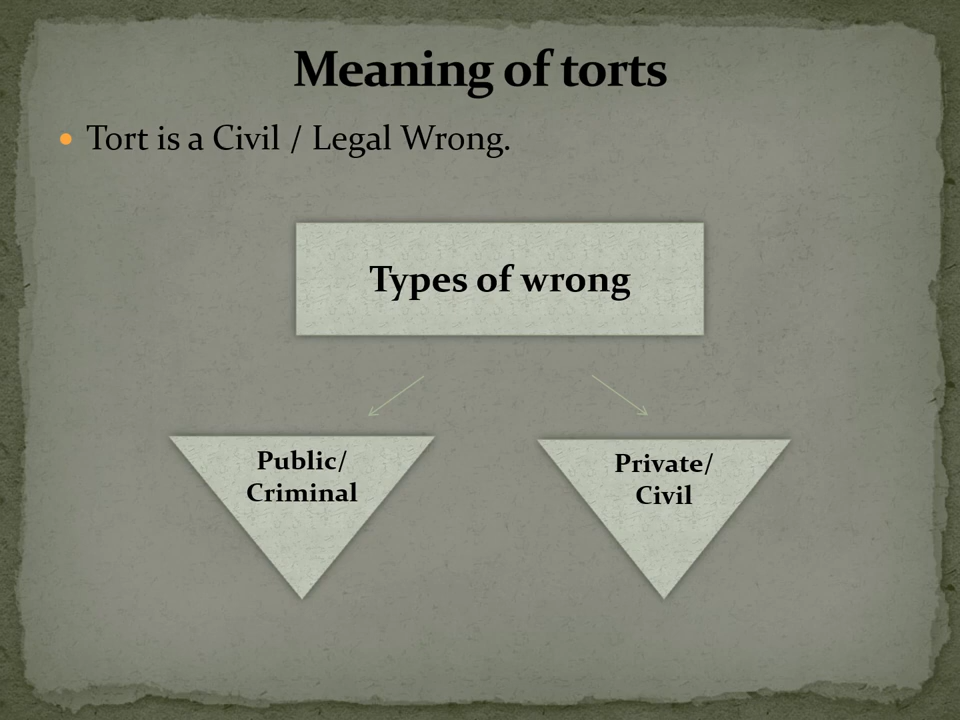 Meaning of torts
Tort is a Civil / Legal Wrong.
Types of wrong
Public/
Criminal
Private/
Civil